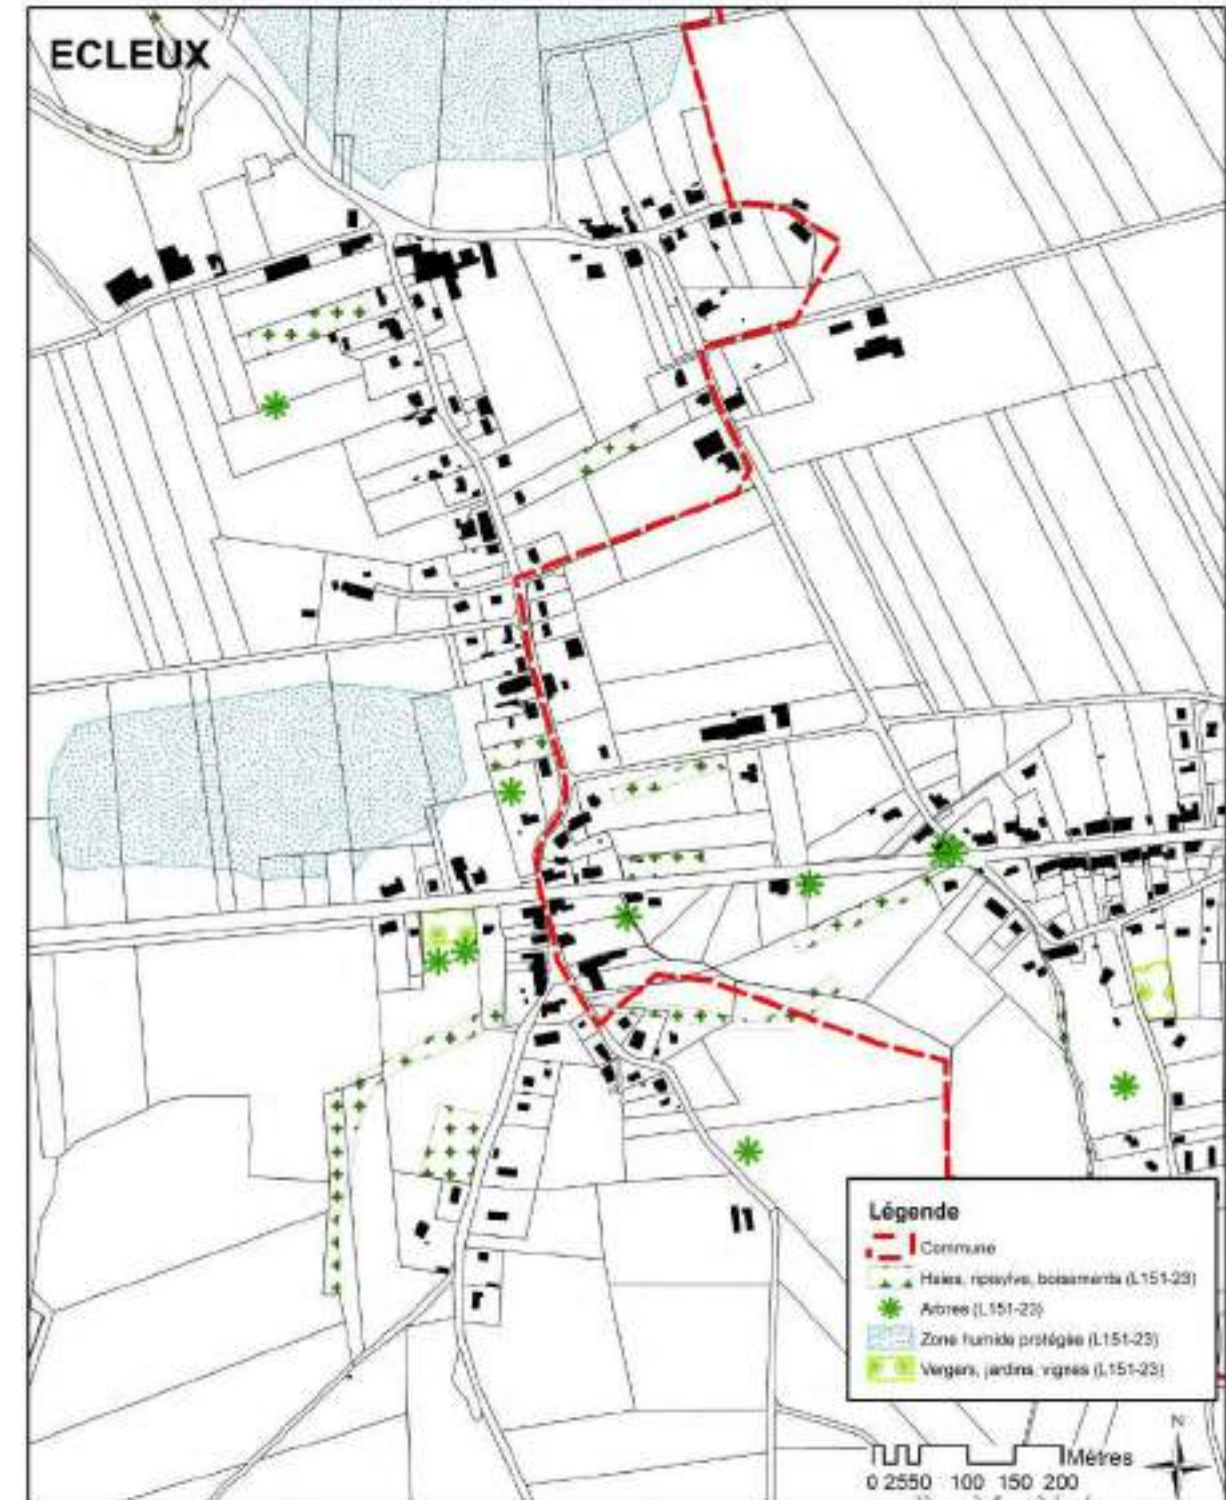 ECLEUX
Légende
Commune
Haies, ripisylve, boisements (L151-23)
Arbres (L151-23)
Zone humide protégée (L151-23)
Vergers, jardins, vignes (L151-23)
N
Mètres
0 25 50 100 150 200